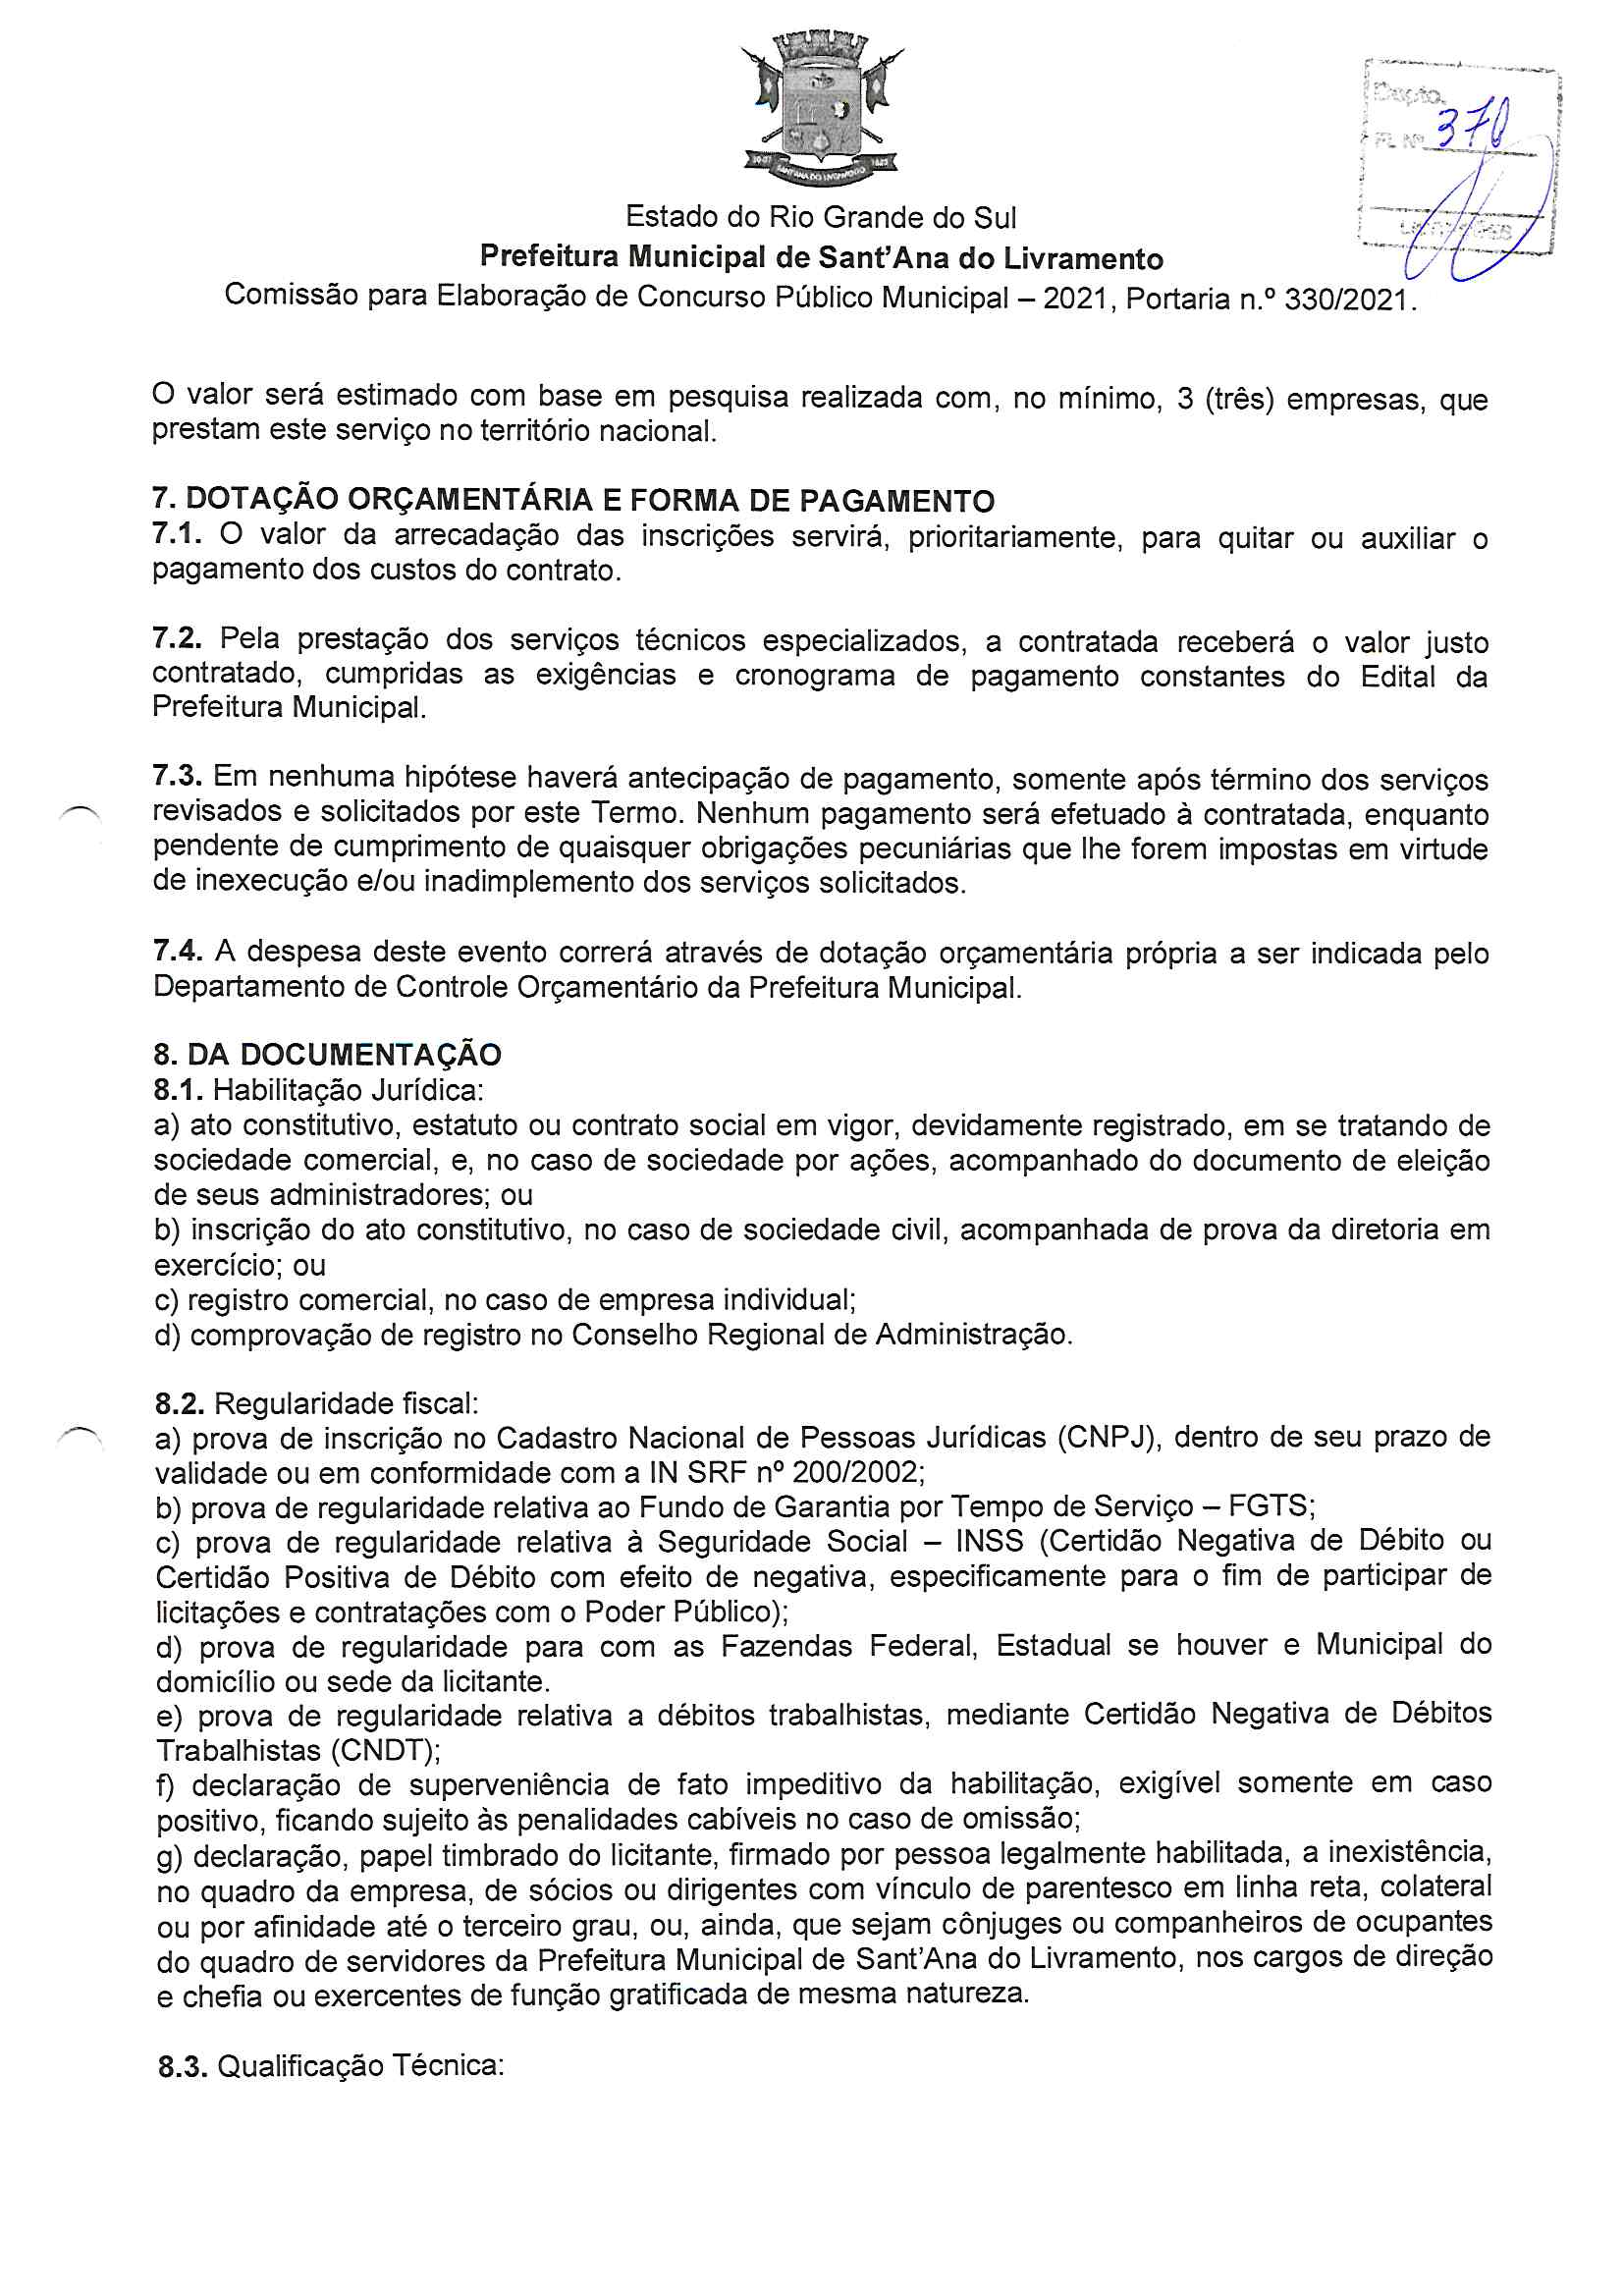 Depto.
FL Nº 370
SANT'ANA DO LIVRAMENTO
Estado do Rio Grande do Sul
Prefeitura Municipal de Sant'Ana do Livramento
Comissão para Elaboração de Concurso Público Municipal – 2021, Portaria n.º 330/2021.
O valor será estimado com base em pesquisa realizada com, no mínimo, 3 (três) empresas, que
prestam este serviço no território nacional.
7. DOTAÇÃO ORÇAMENTÁRIA E FORMA DE PAGAMENTO
7.1. O valor da arrecadação das inscrições servirá, prioritariamente, para quitar ou auxiliar o
pagamento dos custos do contrato.
7.2. Pela prestação dos serviços técnicos especializados, a contratada receberá o valor justo
contratado, cumpridas as exigências e cronograma de pagamento constantes do Edital da
Prefeitura Municipal.
7.3. Em nenhuma hipótese haverá antecipação de pagamento, somente após término dos serviços
revisados e solicitados por este Termo. Nenhum pagamento será efetuado à contratada, enquanto
pendente de cumprimento de quaisquer obrigações pecuniárias que lhe forem impostas em virtude
de inexecução e/ou inadimplemento dos serviços solicitados.
7.4. A despesa deste evento correrá através de dotação orçamentária própria a ser indicada pelo
Departamento de Controle Orçamentário da Prefeitura Municipal.
8. DA DOCUMENTAÇÃO
8.1. Habilitação Jurídica:
a) ato constitutivo, estatuto ou contrato social em vigor, devidamente registrado, em se tratando de
sociedade comercial, e, no caso de sociedade por ações, acompanhado do documento de eleição
de seus administradores; ou
b) inscrição do ato constitutivo, no caso de sociedade civil, acompanhada de prova da diretoria em
exercício; ou
c) registro comercial, no caso de empresa individual;
d) comprovação de registro no Conselho Regional de Administração.
8.2. Regularidade fiscal:
a) prova de inscrição no Cadastro Nacional de Pessoas Jurídicas (CNPJ), dentro de seu prazo de
validade ou em conformidade com a IN SRF nº 200/2002;
b) prova de regularidade relativa ao Fundo de Garantia por Tempo de Serviço – FGTS;
c) prova de regularidade relativa à Seguridade Social – INSS (Certidão Negativa de Débito ou
Certidão Positiva de Débito com efeito de negativa, especificamente para o fim de participar de
licitações e contratações com o Poder Público);
d) prova de regularidade para com as Fazendas Federal, Estadual se houver e Municipal do
domicílio ou sede da licitante.
e) prova de regularidade relativa a débitos trabalhistas, mediante Certidão Negativa de Débitos
Trabalhistas (CNDT);
f) declaração de superveniência de fato impeditivo da habilitação, exigível somente em caso
positivo, ficando sujeito às penalidades cabíveis no caso de omissão;
g) declaração, papel timbrado do licitante, firmado por pessoa legalmente habilitada, a inexistência,
no quadro da empresa, de sócios ou dirigentes com vínculo de parentesco em linha reta, colateral
ou por afinidade até o terceiro grau, ou, ainda, que sejam cônjuges ou companheiros de ocupantes
do quadro de servidores da Prefeitura Municipal de Sant'Ana do Livramento, nos cargos de direção
e chefia ou exercentes de função gratificada de mesma natureza.
8.3. Qualificação Técnica: